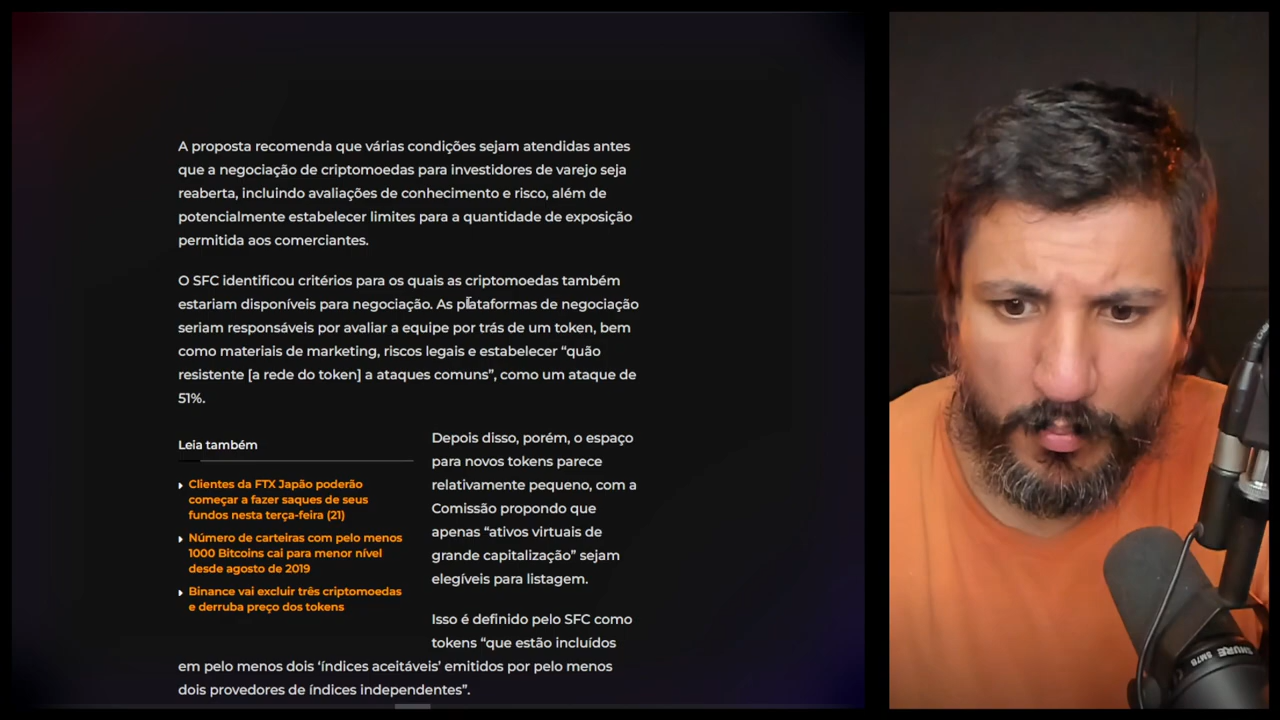 A proposta recomenda que várias condições sejam atendidas antes
que a negociação de criptomoedas para investidores de varejo seja
reaberta, incluindo avaliações de conhecimento e risco, além de
potencialmente estabelecer limites para a quantidade de exposição
permitida aos comerciantes.
O SFC identificou critérios para os quais as criptomoedas também
estariam disponíveis para negociação. As plataformas de negociação
seriam responsáveis por avaliar a equipe por trás de um token, bem
como materiais de marketing, riscos legais e estabelecer “quão
resistente [a rede do token] a ataques comuns”, como um ataque de
51%.
Leia também
Clientes da FTX Japão poderão
começar a fazer saques de seus
fundos nesta terça-feira (21)
Número de carteiras com pelo menos
1000 Bitcoins cai para menor nível
desde agosto de 2019
Binance vai excluir três criptomoedas
e derruba preço dos tokens
Depois disso, porém, o espaço
para novos tokens parece
relativamente pequeno, com a
Comissão propondo que
apenas “ativos virtuais de
grande capitalização” sejam
elegíveis para listagem.
Isso é definido pelo SFC como
tokens “que estão incluídos
em pelo menos dois ‘índices aceitáveis’ emitidos por pelo menos
dois provedores de índices independentes”.
SHURE
SM7B